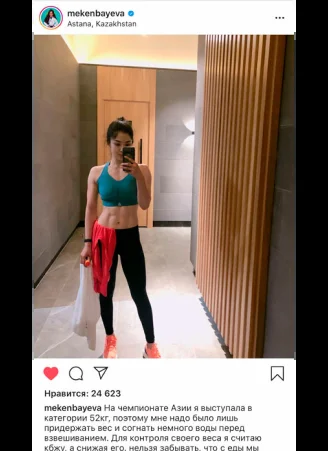 mekenbayeva
Astana, Kazakhstan
Нравится: 24 623
mekenbayeva На чемпионате Азии я выступала в
категории 52кг, поэтому мне надо было лишь
придержать вес и согнать немного воды перед
взвешиванием. Для контроля своего веса я считаю
кбжу, а снижая его, нельзя забывать, что с еды мы